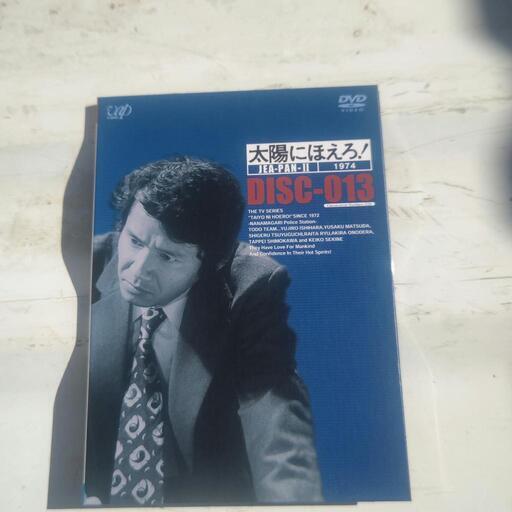 vap
DVD
VIDEO
太陽にほえろ!
JEA-PAN-II 1974
DISC-013
THE TV SERIES
"TAIYO NI HOERO!" SINCE 1972
-NANAMAGARI Police Station-
TODO TEAM...YUJIRO ISHIHARA,YUSAKU MATSUDA,
SHIGERU TSUYUGUCHI,RAITA RYU,AKIRA ONODERA,
TAPPEI SHIMOKAWA and KEIKO SEKINE
They Have Love For Mankind
And Confidence In Their Hot Spirits!